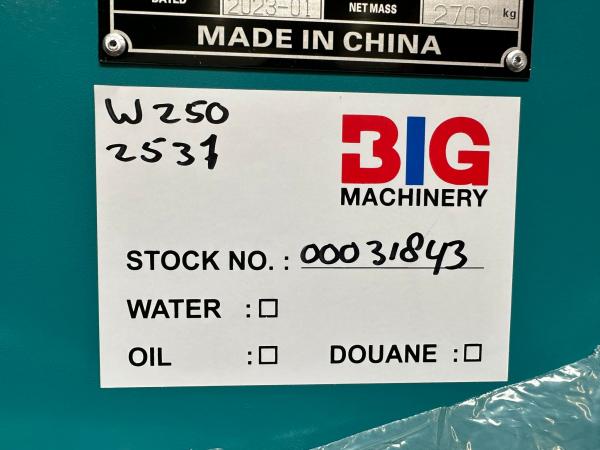 2023-01 NET MASS 2700 kg
MADE IN CHINA
W250
2537
BIG
MACHINERY
STOCK NO. : 00031843
WATER : ☐
OIL : ☐ DOUANE : ☐